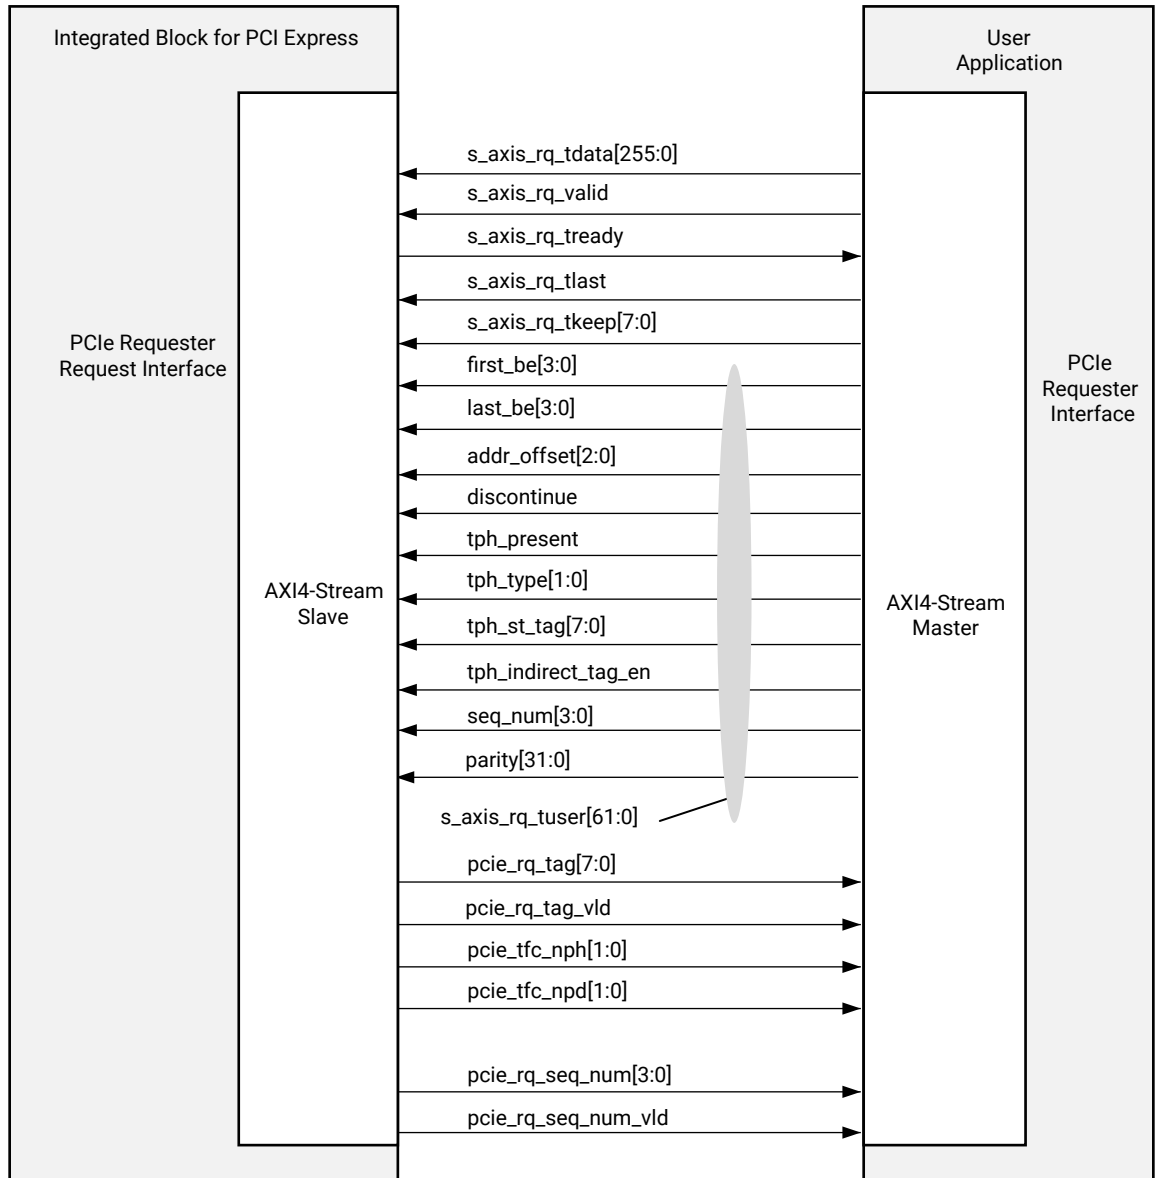 Integrated Block for PCI Express
User
Application
s_axis_rq_tdata[255:0]
s_axis_rq_valid
s_axis_rq_tready
s_axis_rq_tlast
s_axis_rq_tkeep[7:0]
PCIe Requester
Request Interface
first_be[3:0]
PCIe
Requester
Interface
last_be[3:0]
addr_offset[2:0]
discontinue
tph_present
tph_type[1:0]
AXI4-Stream
Slave
AXI4-Stream
Master
tph_st_tag[7:0]
tph_indirect_tag_en
seq_num[3:0]
parity[31:0]
s_axis_rq_tuser[61:0]
pcie_rq_tag[7:0]
pcie_rq_tag_vld
pcie_tfc_nph[1:0]
pcie_tfc_npd[1:0]
pcie_rq_seq_num[3:0]
pcie_rq_seq_num_vld